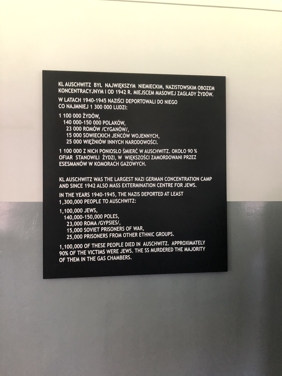 KL AUSCHWITZ BYŁ NAJWIĘKSZYM NIEMIECKIM, NAZISTOWSKIM OBOZEM
KONCENTRACYJNYM I OD 1942 R. MIEJSCEM MASOWEJ ZAGŁADY ŻYDÓW.
W LATACH 1940-1945 NAZIŚCI DEPORTOWALI DO NIEGO
CO NAJMNIEJ 1 300 000 LUDZI:
1 100 000 ŻYDÓW,
140 000-150 000 POLAKÓW,
23 000 ROMÓW /CYGANÓW/,
15 000 SOWIECKICH JEŃCÓW WOJENNYCH,
25 000 WIĘŹNIÓW INNYCH NARODOWOŚCI.
1 100 000 Z NICH PONIOSŁO ŚMIERĆ W AUSCHWITZ. OKOŁO 90 %
OFIAR STANOWILI ŻYDZI, W WIĘKSZOŚCI ZAMORDOWANI PRZEZ
ESESMANÓW W KOMORACH GAZOWYCH.
KL AUSCHWITZ WAS THE LARGEST NAZI GERMAN CONCENTRATION CAMP
AND SINCE 1942 ALSO MASS EXTERMINATION CENTRE FOR JEWS.
IN THE YEARS 1940-1945, THE NAZIS DEPORTED AT LEAST
1,300,000 PEOPLE TO AUSCHWITZ:
1,100,000 JEWS,
140,000-150,000 POLES,
23,000 ROMA /GYPSIES/,
15,000 SOVIET PRISONERS OF WAR,
25,000 PRISONERS FROM OTHER ETHNIC GROUPS.
1,100,000 OF THESE PEOPLE DIED IN AUSCHWITZ. APPROXIMATELY
90% OF THE VICTIMS WERE JEWS. THE SS MURDERED THE MAJORITY
OF THEM IN THE GAS CHAMBERS.